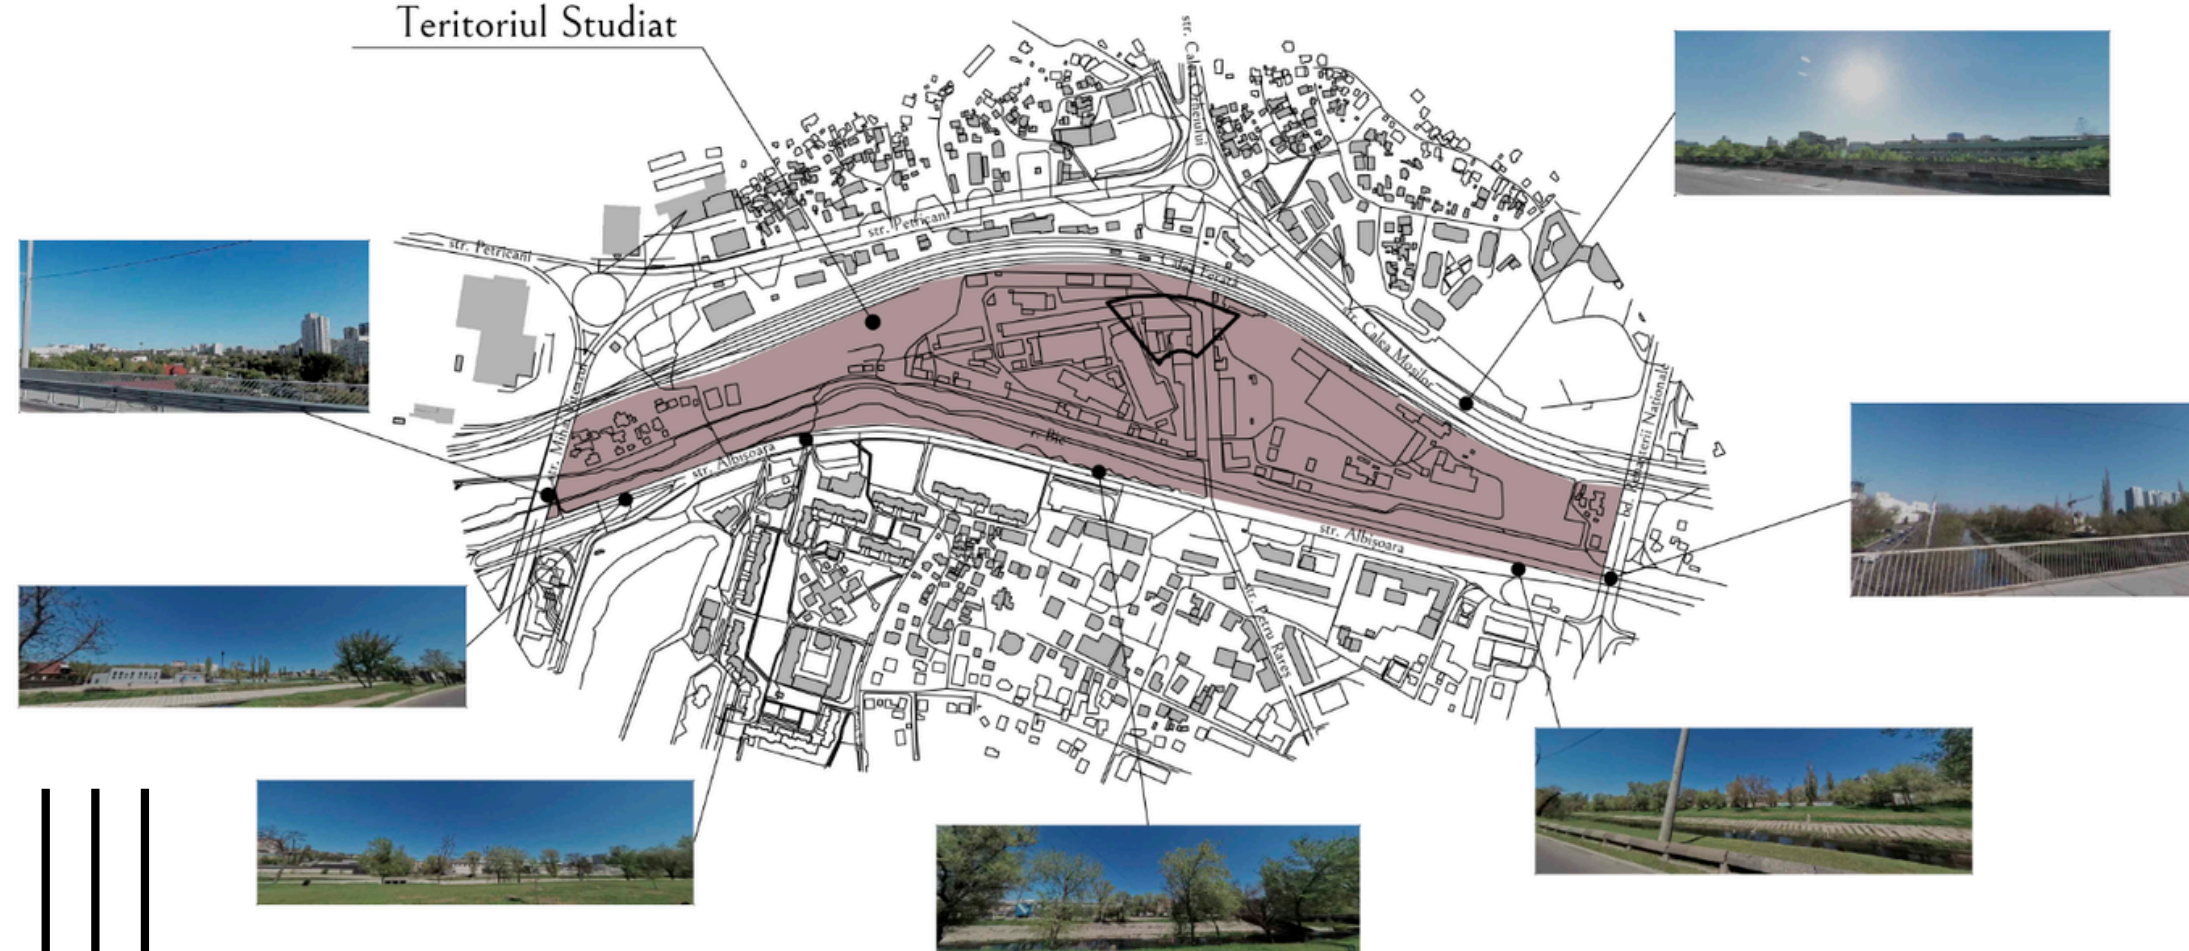 Teritoriul Studiat
str. Calea Orheiului
str. Petricani
str. Petricani
Calea Ferată
str. Calea Moșilor
str. Mihai Viteazul
r. Bîc
str. Albișoara
str. Albișoara
str. Petru Rareș
bd. Renașterii Naționale